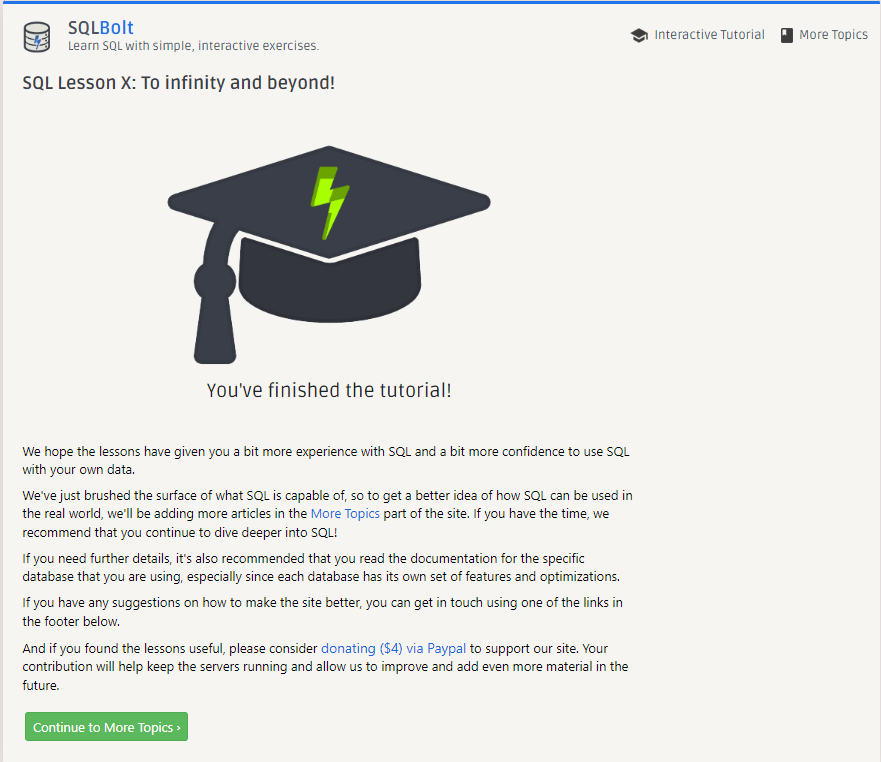 SQLBolt
Learn SQL with simple, interactive exercises.
Interactive Tutorial
More Topics
SQL Lesson X: To infinity and beyond!
You've finished the tutorial!
We hope the lessons have given you a bit more experience with SQL and a bit more confidence to use SQL
with your own data.
We've just brushed the surface of what SQL is capable of, so to get a better idea of how SQL can be used in
the real world, we'll be adding more articles in the More Topics part of the site. If you have the time, we
recommend that you continue to dive deeper into SQL!
If you need further details, it's also recommended that you read the documentation for the specific
database that you are using, especially since each database has its own set of features and optimizations.
If you have any suggestions on how to make the site better, you can get in touch using one of the links in
the footer below.
And if you found the lessons useful, please consider donating ($4) via Paypal to support our site. Your
contribution will help keep the servers running and allow us to improve and add even more material in the
future.
Continue to More Topics ›